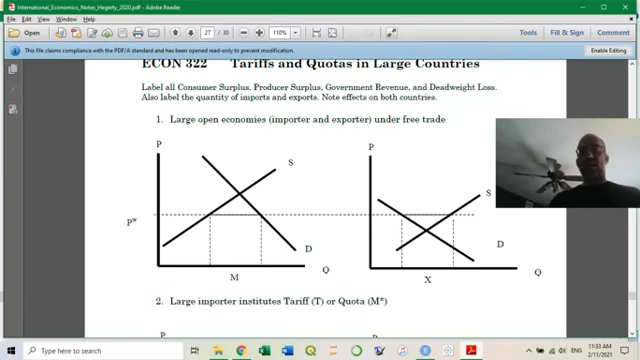 International_Economics_Notes_Hegerty_2020.pdf - Adobe Reader
File Edit View Window Help
Open 27 / 30 110% Tools Fill & Sign Comment
This file claims compliance with the PDF/A standard and has been opened read-only to prevent modification. Enable Editing
ECON 322 Tariffs and Quotas in Large Countries
Label all Consumer Surplus, Producer Surplus, Government Revenue, and Deadweight Loss.
Also label the quantity of imports and exports. Note effects on both countries.
1. Large open economies (importer and exporter) under free trade
P P
S S
Pw
D D
Q Q
M X
2. Large importer institutes Tariff (T) or Quota (M*)
P P
Type here to search
ENG
11:33 AM
2/11/2021